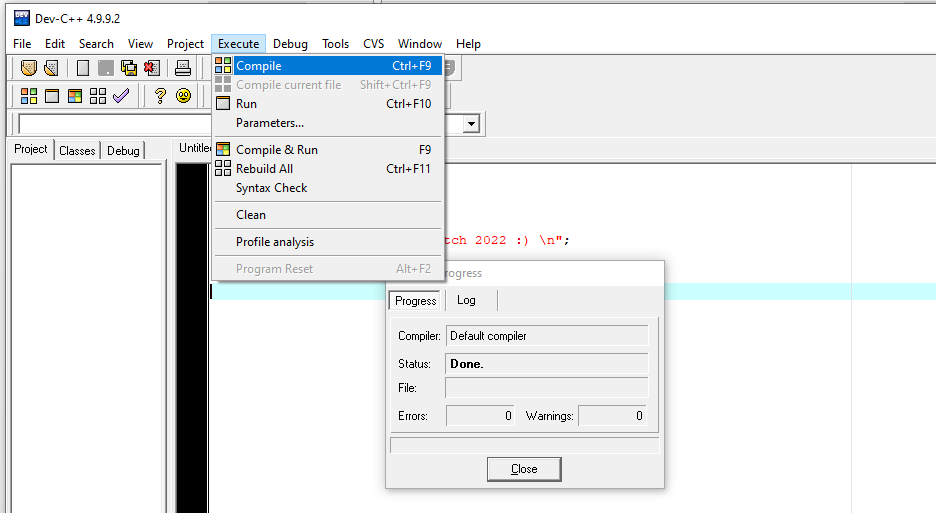 Dev-C++ 4.9.9.2
File Edit Search View Project Execute Debug Tools CVS Window Help
Compile Ctrl+F9
Compile current file Shift+Ctrl+F9
Run Ctrl+F10
Parameters...
Compile & Run F9
Rebuild All Ctrl+F11
Syntax Check
Clean
Profile analysis
Program Reset Alt+F2
Project Classes Debug
2022 :) \n";
Progress Log
Compiler: Default compiler
Status: Done.
File:
Errors: 0 Warnings: 0
Close